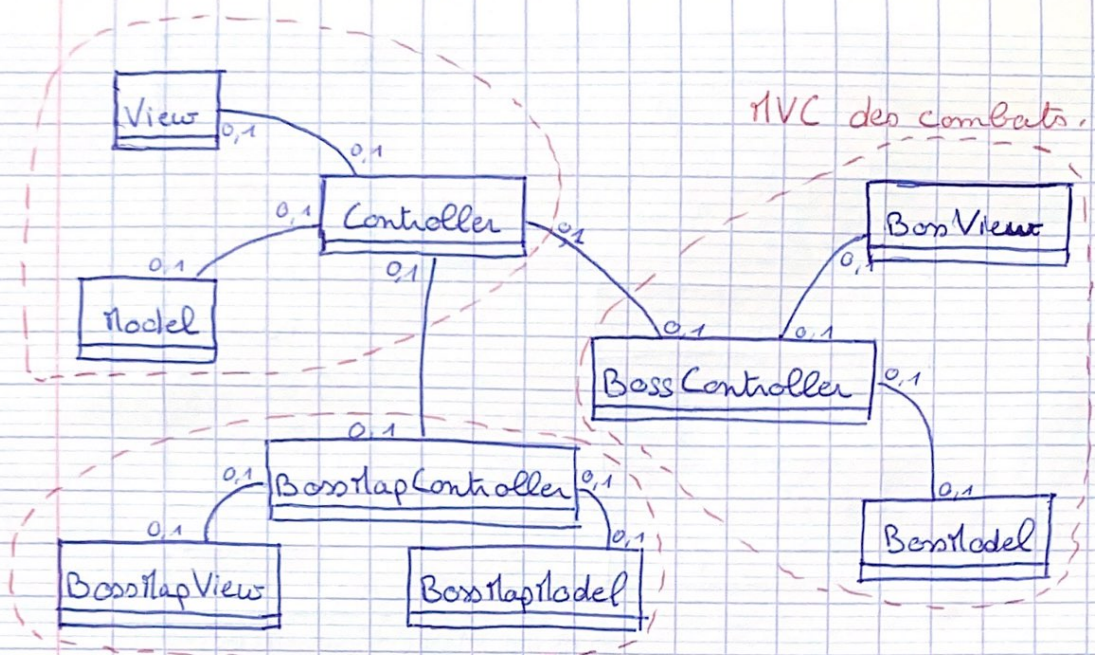 View
0,1
0,1
MVC des combats.
0,1
Controller
0,1
BossView
0,1
0,1
0,1
Model
0,1
0,1
BossController
0,1
0,1
0,1
BossMapController
0,1
0,1
0,1
0,1
BossModel
BossMapView
BossMapModel